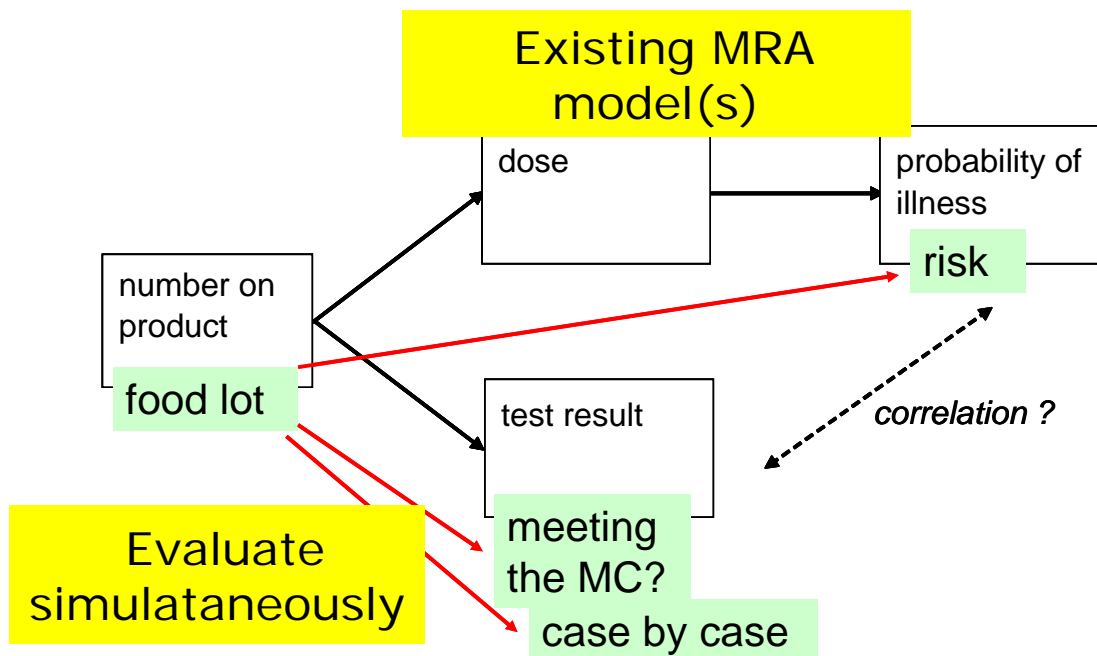 Existing MRA
model(s)
dose
probability of
illness
risk
number on
product
food lot
test result
correlation ?
meeting
the MC?
case by case
Evaluate
simulataneously